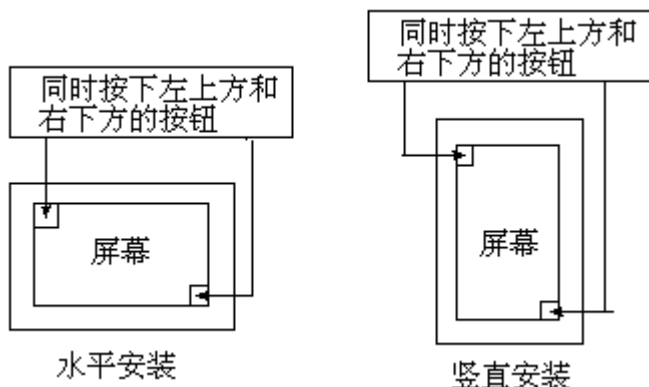 同时按下左上方和
右下方的按钮
屏幕
水平安装
同时按下左上方和
右下方的按钮
屏幕
竖直安装